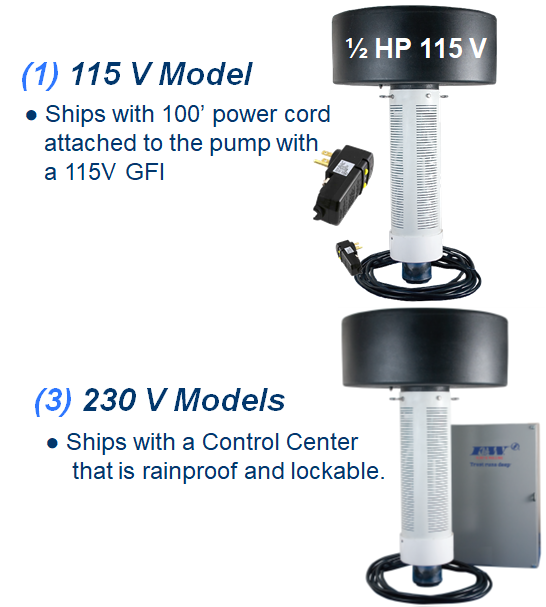 ½ HP 115 V
(1) 115 V Model
● Ships with 100’ power cord
attached to the pump with
a 115V GFI
(3) 230 V Models
● Ships with a Control Center
that is rainproof and lockable.
F&W